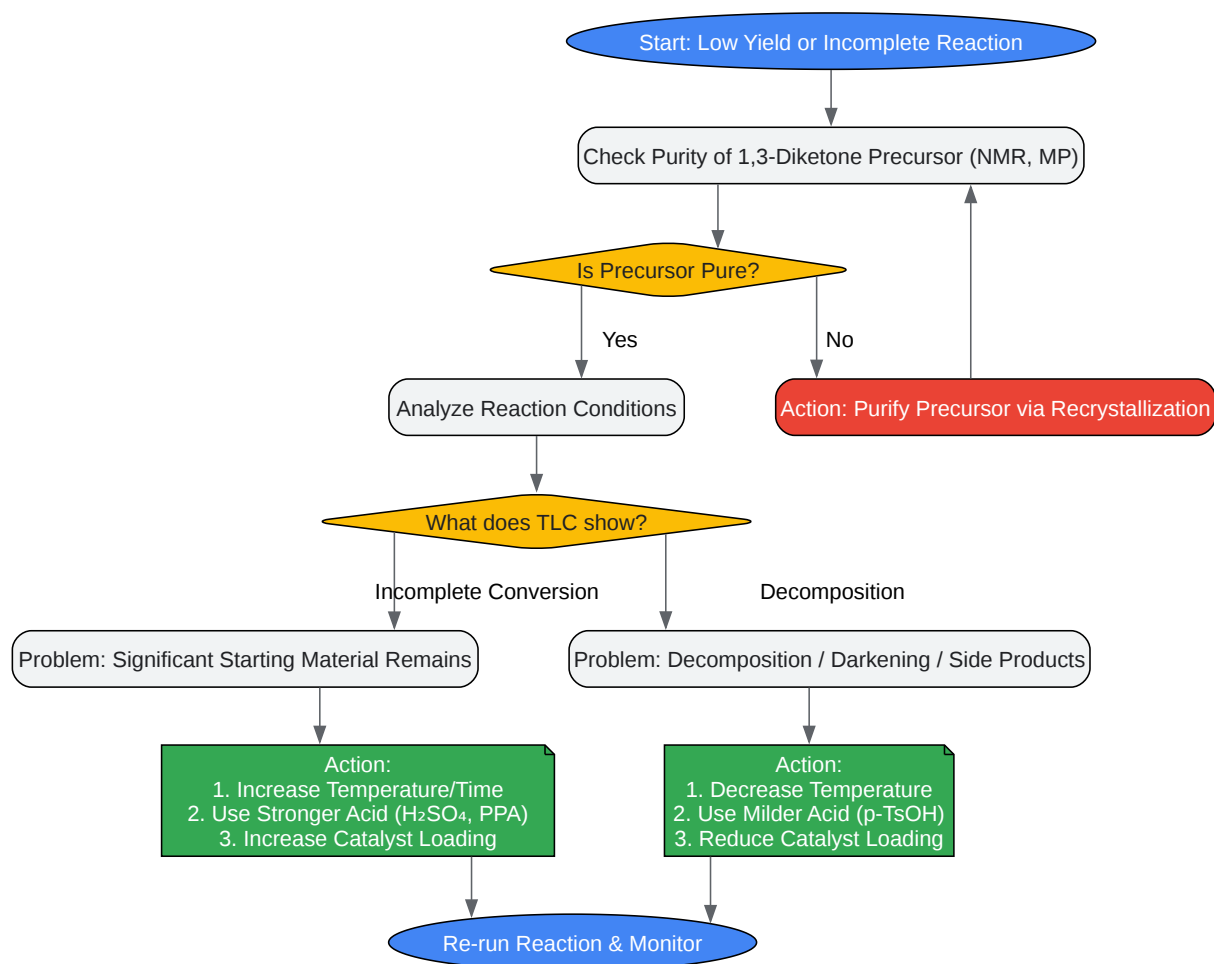 Start: Low Yield or Incomplete Reaction
Check Purity of 1,3-Diketone Precursor (NMR, MP)
Is Precursor Pure?
Yes
No
Analyze Reaction Conditions
Action: Purify Precursor via Recrystallization
What does TLC show?
Incomplete Conversion
Decomposition
Problem: Significant Starting Material Remains
Problem: Decomposition / Darkening / Side Products
Action:
1. Increase Temperature/Time
2. Use Stronger Acid (H₂SO₄, PPA)
3. Increase Catalyst Loading
Action:
1. Decrease Temperature
2. Use Milder Acid (p-TsOH)
3. Reduce Catalyst Loading
Re-run Reaction & Monitor